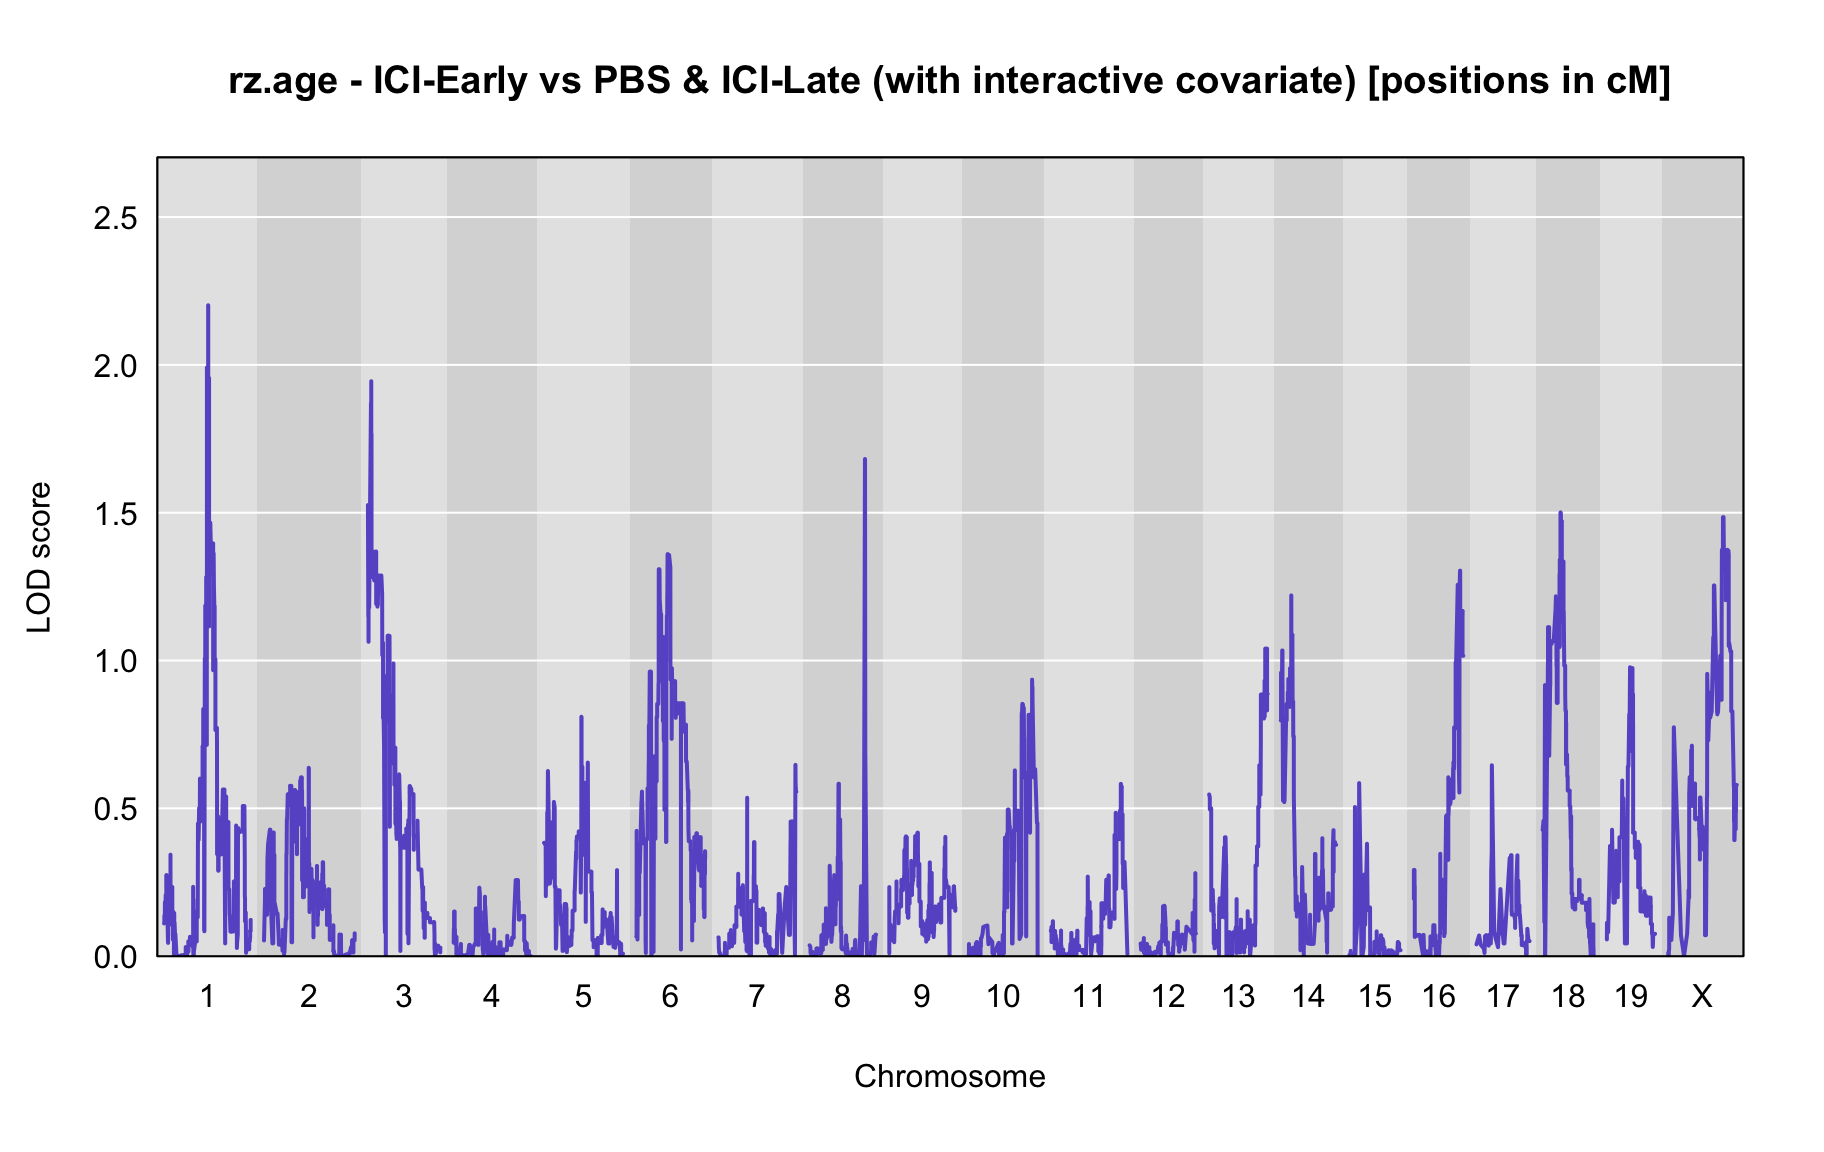 rz.age - ICI-Early vs PBS & ICI-Late (with interactive covariate) [positions in cM]
2.5
2.0
1.5
1.0
0.5
0.0
LOD score
1 2 3 4 5 6 7 8 9 10 11 12 13 14 15 16 17 18 19 X
Chromosome